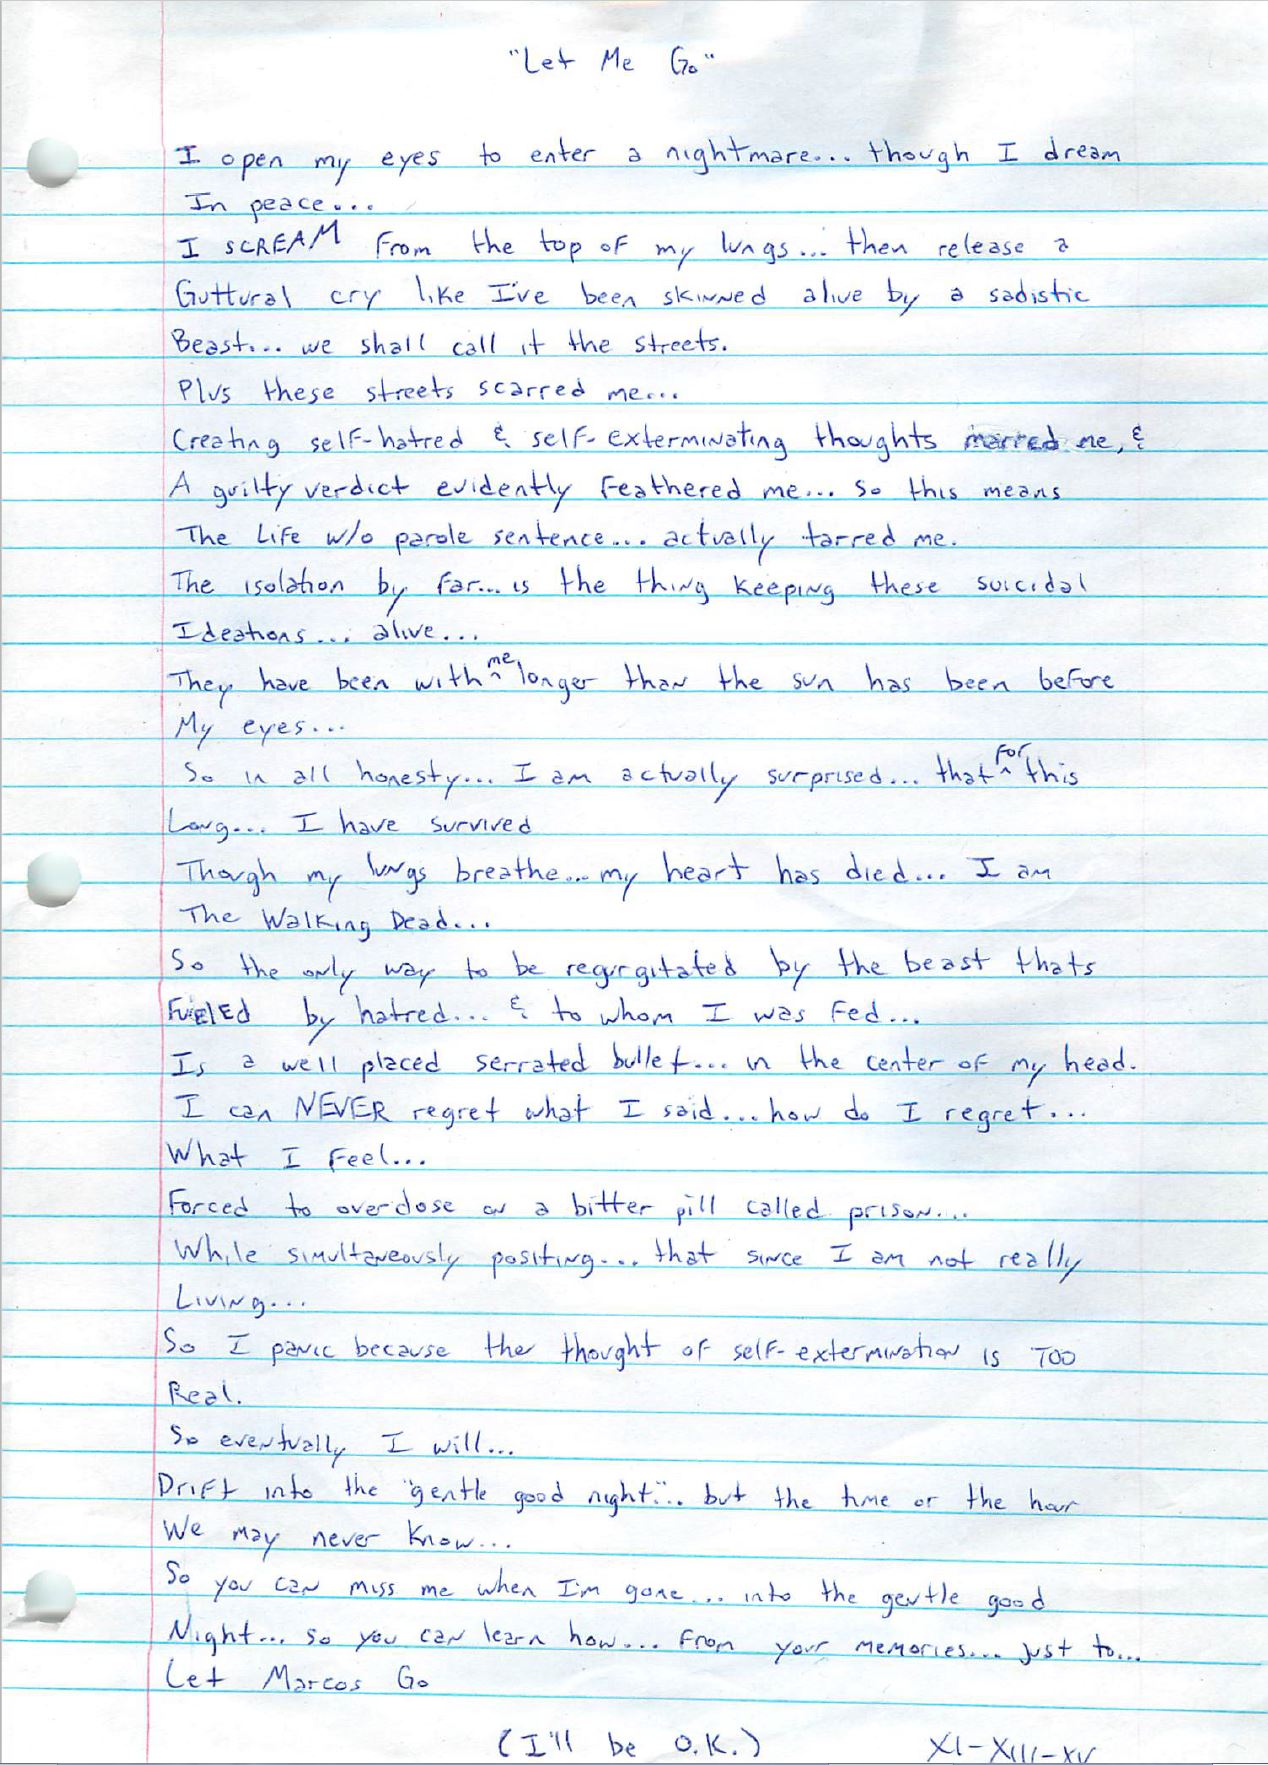 "Let Me Go"
I open my eyes to enter a nightmare... though I dream
In peace...
I SCREAM from the top of my lungs... then release a
Guttural cry like I've been skinned alive by a sadistic
Beast... we shall call it the streets.
Plus these streets scarred me...
Creating self-hatred & self-exterminating thoughts marred me, &
A guilty verdict evidently feathered me... so this means
The Life w/o parole sentence... actually tarred me.
The isolation by far... is the thing keeping these suicidal
Ideations... alive...
They have been with me, longer than the sun has been before
My eyes...
So in all honesty... I am actually surprised... that for this
Long... I have survived
Though my lungs breathe... my heart has died... I am
The Walking Dead...
So the only way to be regurgitated by the beast thats
Fueled by hatred... & to whom I was fed...
Is a well placed serrated bullet... in the center of my head.
I can NEVER regret what I said... how do I regret...
What I feel...
Forced to overdose on a bitter pill called prison...
While simultaneously positing... that since I am not really
Living...
So I panic because the thought of self-extermination is TOO
Real.
So eventually I will...
Drift into the "gentle good night"... but the time or the hour
We may never know...
So you can miss me when I'm gone... into the gentle good
Night... so you can learn how... from your memories... just to...
Let Marcos Go
(I'll be O.K.) XI-XIII-XV